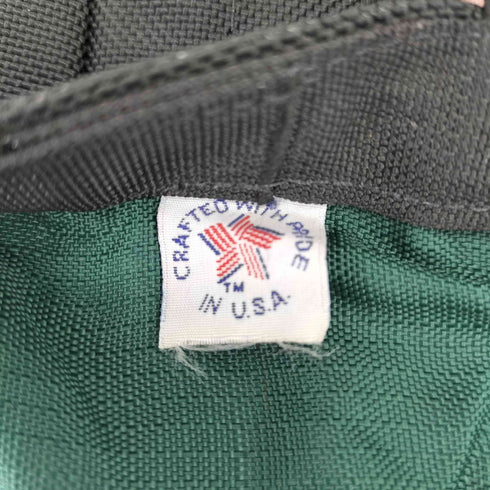 CRAFTED WITH PRIDE
TM
IN U.S.A.